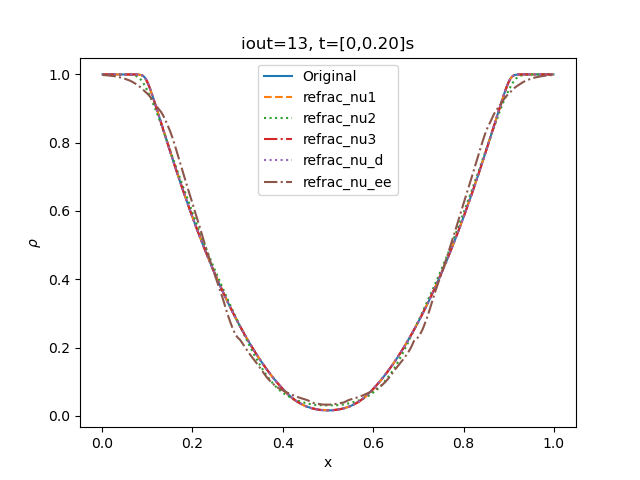 iout=13, t=[0,0.20]s
Original
refrac_nu1
refrac_nu2
refrac_nu3
refrac_nu_d
refrac_nu_ee
1.0
0.8
0.6
0.4
0.2
0.0
ρ
0.0 0.2 0.4 0.6 0.8 1.0
x